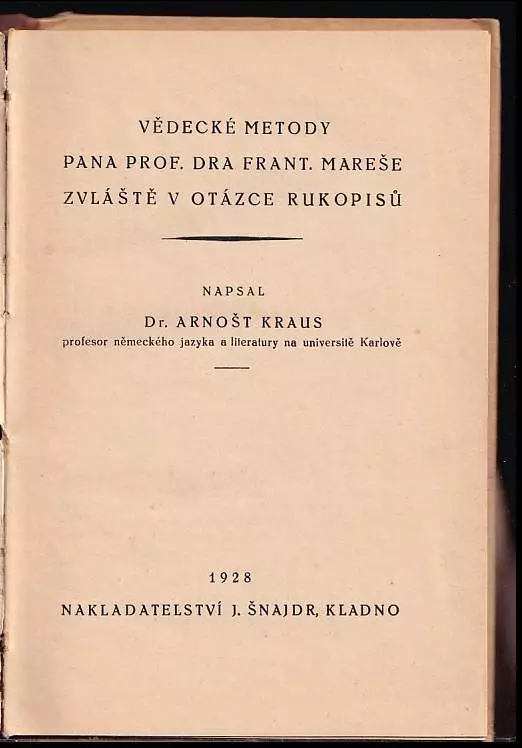 VĚDECKÉ METODY
PANA PROF. DRA FRANT. MAREŠE
ZVLÁŠTĚ V OTÁZCE RUKOPISŮ
NAPSAL
Dr. ARNOŠT KRAUS
profesor německého jazyka a literatury na universitě Karlově
1928
NAKLADATELSTVÍ J. ŠNAJDR, KLADNO